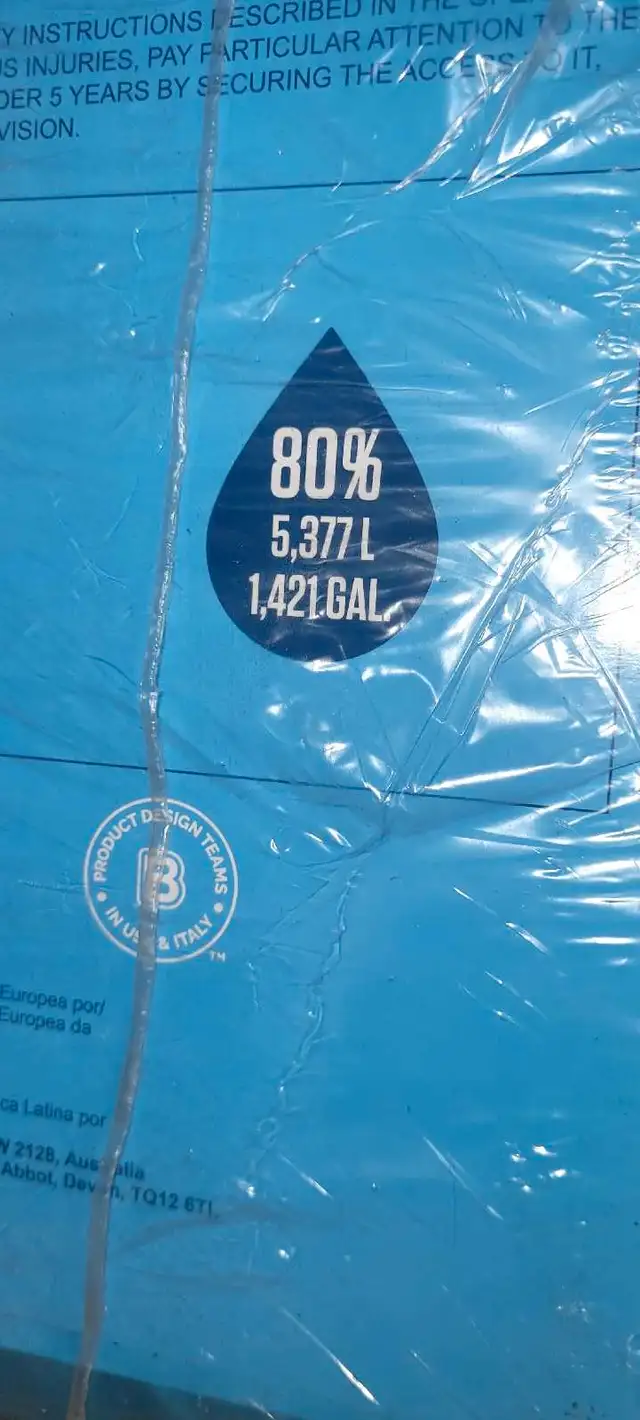 Y INSTRUCTIONS DESCRIBED IN THE
US INJURIES, PAY PARTICULAR ATTENTION TO THE
DER 5 YEARS BY SECURING THE ACCESS TO IT,
VISION.
80%
5,377 L
1,421 GAL.
PRODUCT DESIGN TEAMS
B
IN USA & ITALY
TM
Europea por/
Europea da
ca Latina por
W 2128, Australia
Abbot, Devon, TQ12 6TL